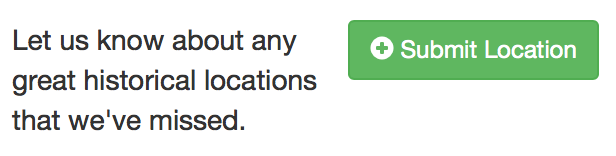 Let us know about any
great historical locations
that we've missed.
Submit Location